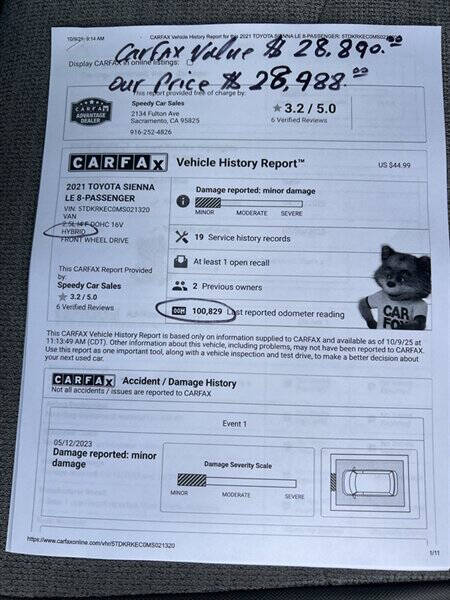 10/9/25, 9:14 AM
CARFAX Vehicle History Report for this 2021 TOYOTA SIENNA LE 8-PASSENGER: 5TDKRKEC0MS021320
Carfax Value $ 28,890.00
Display CARFAX in online listings:
Our Price $ 28,988.00
This report provided free of charge by:
CARFAX
ADVANTAGE
DEALER
Speedy Car Sales
2134 Fulton Ave
Sacramento, CA 95825
916-252-4826
★ 3.2 / 5.0
6 Verified Reviews
CARFAX Vehicle History Report™
US $44.99
2021 TOYOTA SIENNA
LE 8-PASSENGER
VIN: 5TDKRKEC0MS021320
VAN
2.5L I4 F DOHC 16V
HYBRID
FRONT WHEEL DRIVE
This CARFAX Report Provided
by:
Speedy Car Sales
★ 3.2 / 5.0
6 Verified Reviews
Damage reported: minor damage
MINOR MODERATE SEVERE
19 Service history records
At least 1 open recall
2 Previous owners
100,829 Last reported odometer reading
CAR
FOX
This CARFAX Vehicle History Report is based only on information supplied to CARFAX and available as of 10/9/25 at
11:13:49 AM (CDT). Other information about this vehicle, including problems, may not have been reported to CARFAX.
Use this report as one important tool, along with a vehicle inspection and test drive, to make a better decision about
your next used car.
CARFAX Accident / Damage History
Not all accidents / issues are reported to CARFAX
Event 1
05/12/2023
Damage reported: minor
damage
Damage Severity Scale
MINOR MODERATE SEVERE
https://www.carfaxonline.com/vhr/5TDKRKEC0MS021320
1/11